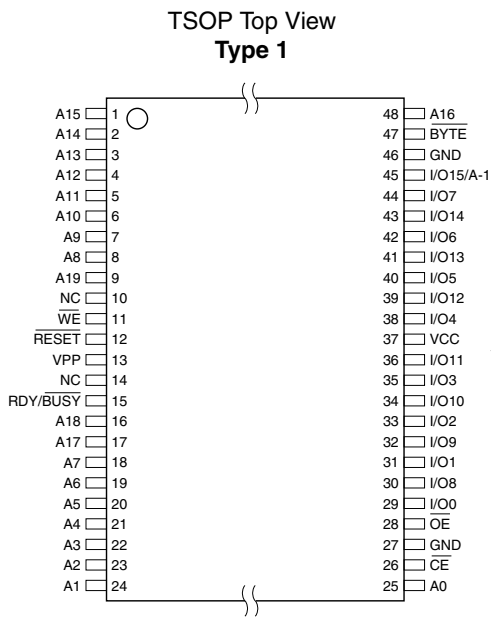 TSOP Top View
Type 1
A15 1 48 A16
A14 2 47 BYTE
A13 3 46 GND
A12 4 45 I/O15/A-1
A11 5 44 I/O7
A10 6 43 I/O14
A9 7 42 I/O6
A8 8 41 I/O13
A19 9 40 I/O5
NC 10 39 I/O12
WE 11 38 I/O4
RESET 12 37 VCC
VPP 13 36 I/O11
NC 14 35 I/O3
RDY/BUSY 15 34 I/O10
A18 16 33 I/O2
A17 17 32 I/O9
A7 18 31 I/O1
A6 19 30 I/O8
A5 20 29 I/O0
A4 21 28 OE
A3 22 27 GND
A2 23 26 CE
A1 24 25 A0